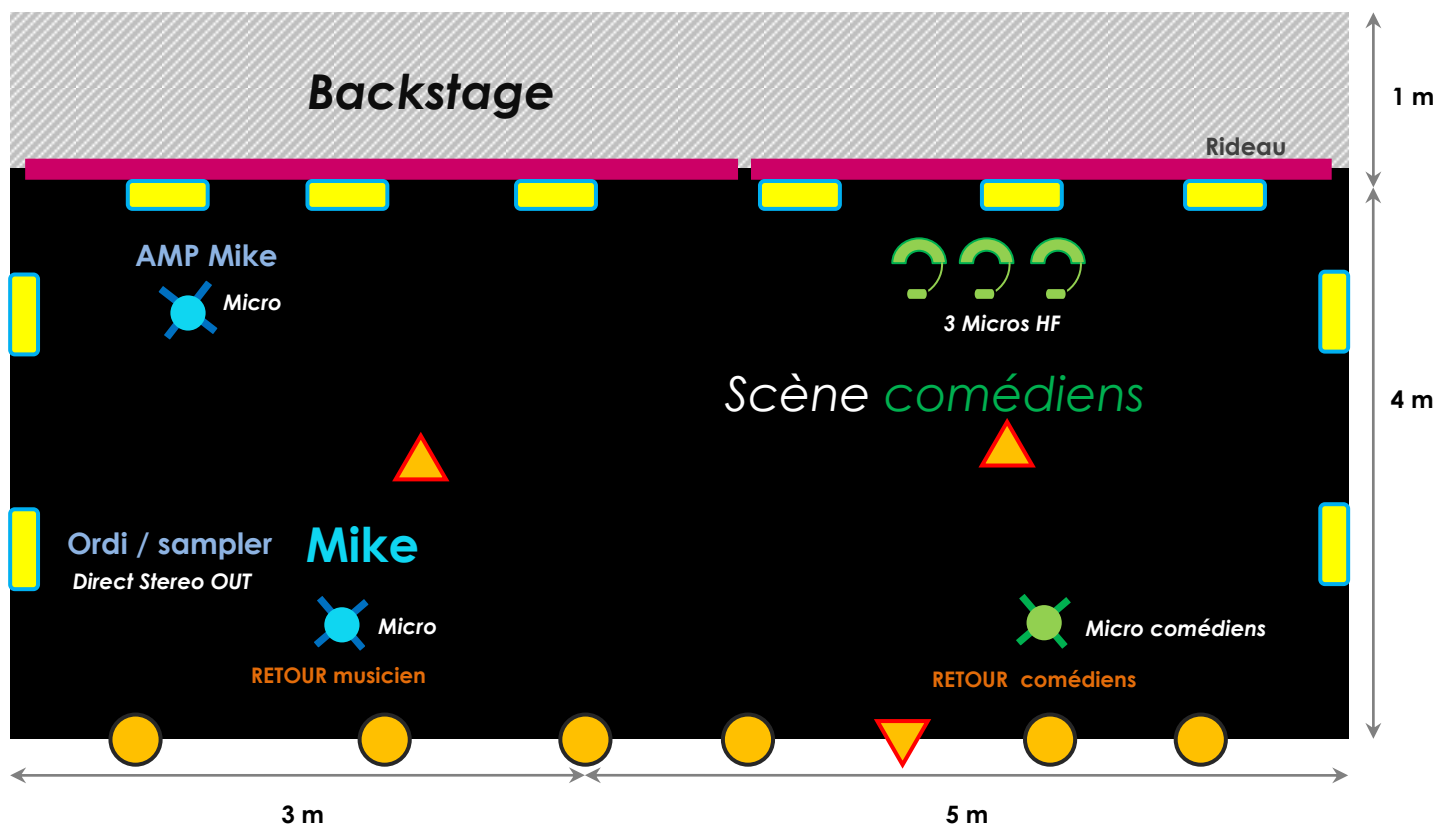 Backstage
1 m
Rideau
AMP Mike
Micro
3 Micros HF
Scène comédiens
4 m
Ordi / sampler
Mike
Direct Stereo OUT
Micro
Micro comédiens
RETOUR musicien
RETOUR comédiens
3 m
5 m